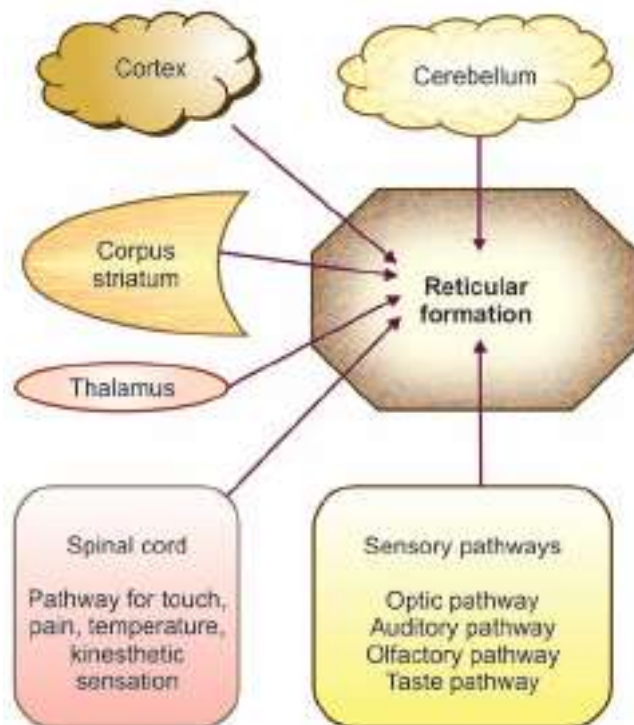 Cortex
Cerebellum
Corpus
striatum
Reticular
formation
Thalamus
Spinal cord
Pathway for touch,
pain, temperature,
kinesthetic
sensation
Sensory pathways
Optic pathway
Auditory pathway
Olfactory pathway
Taste pathway